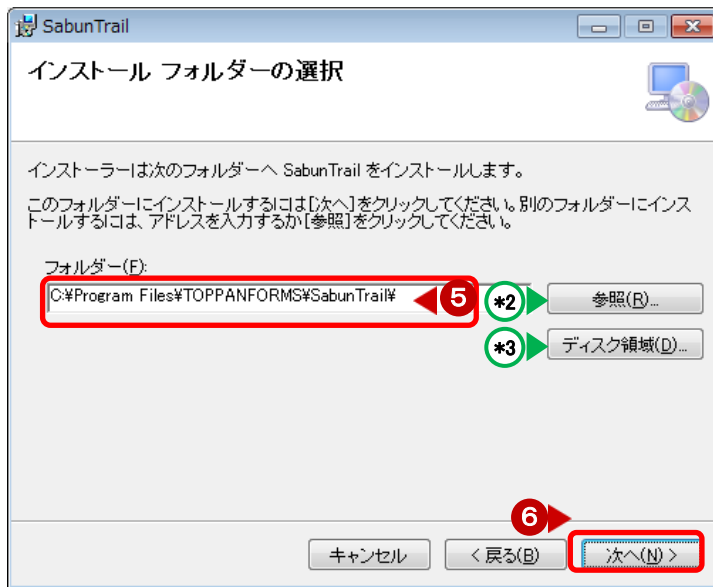 SabunTrail
インストール フォルダーの選択
インストーラーは次のフォルダーへ SabunTrail をインストールします。
このフォルダーにインストールするには[次へ]をクリックしてください。別のフォルダーにインス
トールするには、アドレスを入力するか[参照]をクリックしてください。
フォルダー(F):
C:¥Program Files¥TOPPANFORMS¥SabunTrail¥
5
*2
参照(R)...
*3
ディスク領域(D)...
6
キャンセル
< 戻る(B)
次へ(N) >